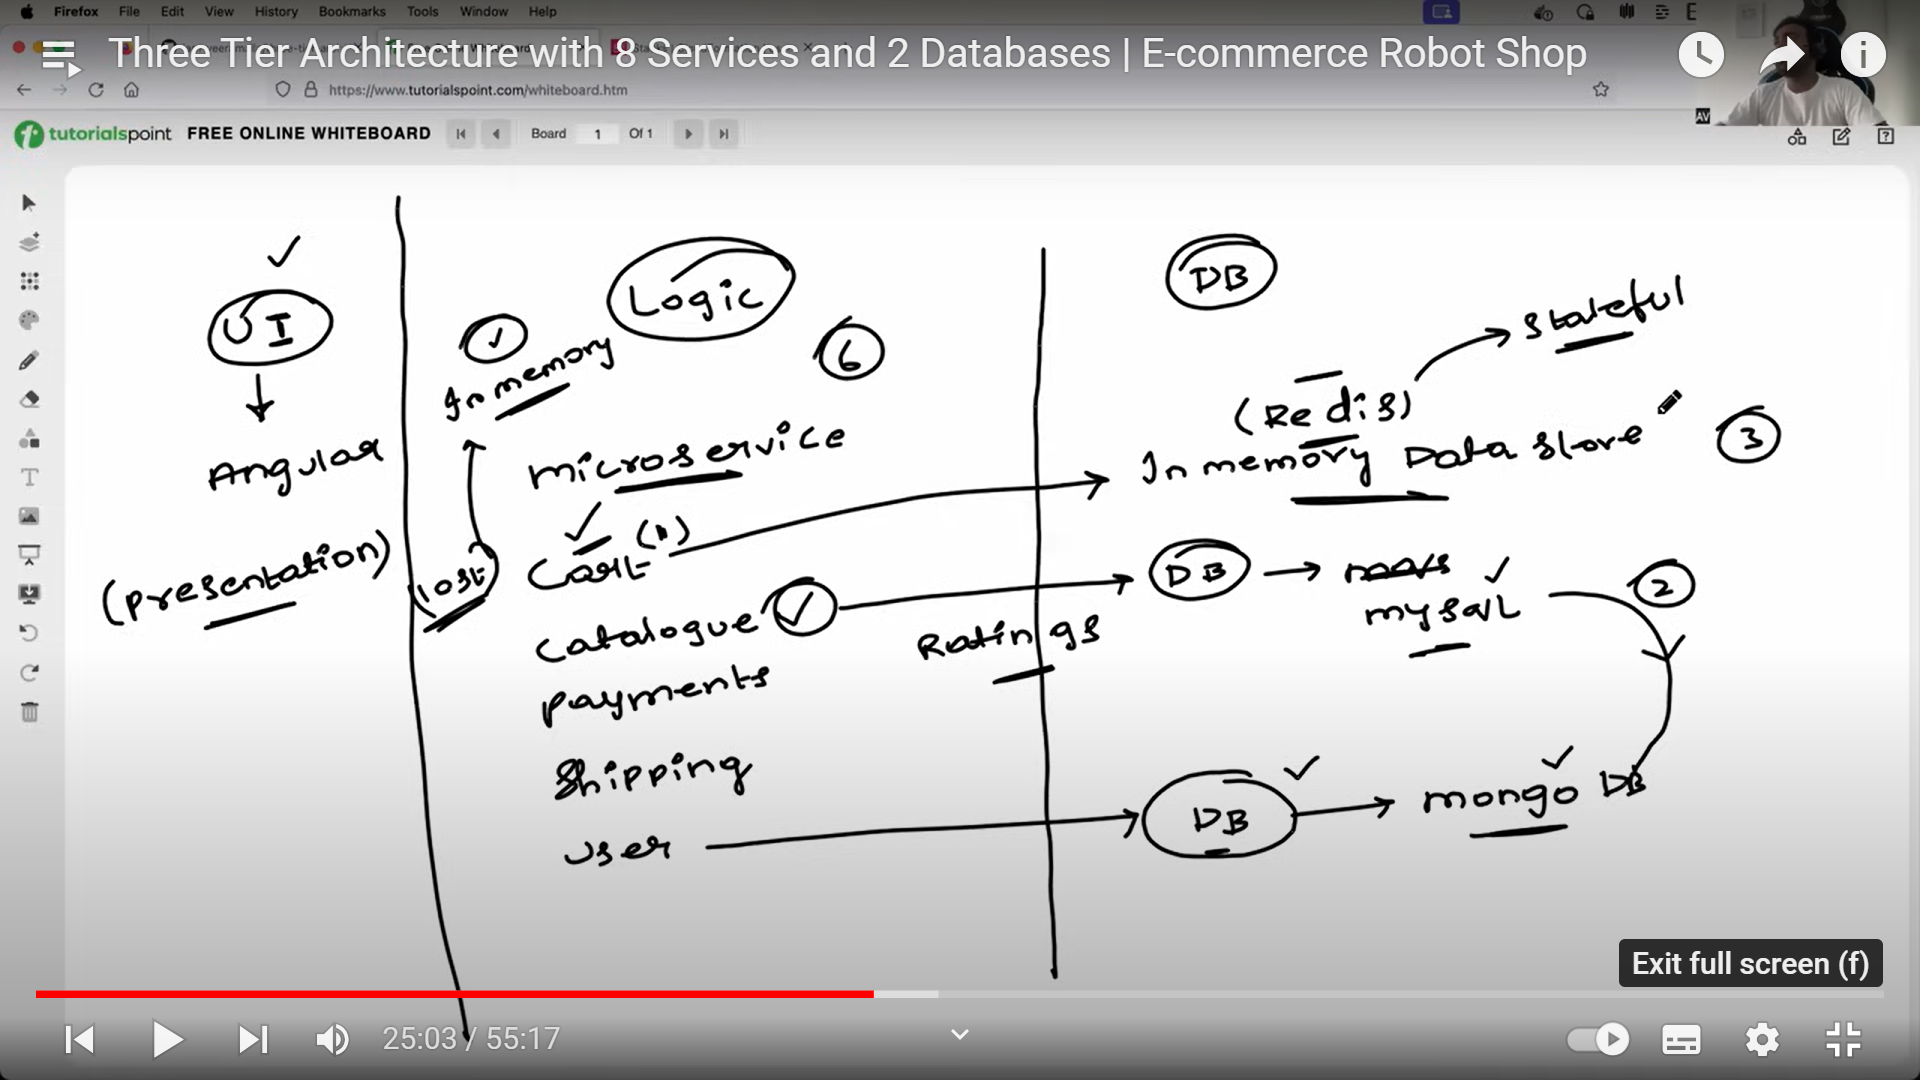 Firefox File Edit View History Bookmarks Tools Window Help
Three Tier Architecture with 8 Services and 2 Databases | E-commerce Robot Shop
https://www.tutorialspoint.com/whiteboard.htm
AV
tutorialspoint FREE ONLINE WHITEBOARD Board 1 Of 1
UI
Angular
(presentation)
Logic
6
In memory
(lost)
microservice
Cart (n)
Catalogue
payments
Shipping
user
Ratings
DB
Stateful
(Redis)
In memory Data store
3
DB
mysql
2
DB
mongo DB
Exit full screen (f)
25:03 / 55:17